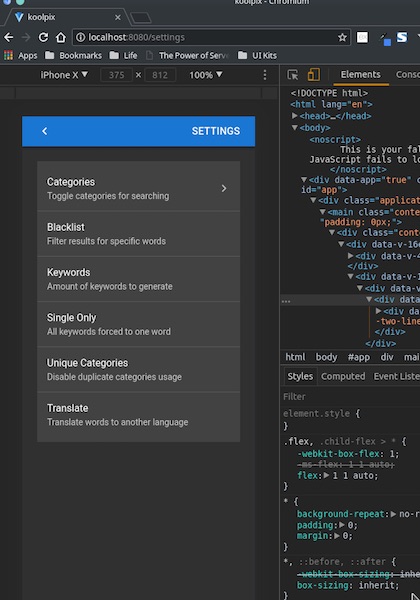 koolpix - Chromium
koolpix
localhost:8080/settings
Apps Bookmarks Life The Power of Serve UI Kits
iPhone X 375 × 812 100%
Elements Conso
SETTINGS
Categories
Toggle categories for searching
Blacklist
Filter results for specific words
Keywords
Amount of keywords to generate
Single Only
All keywords forced to one word
Unique Categories
Disable duplicate categories usage
Translate
Translate words to another language
<!DOCTYPE html>
<html lang="en">
<head>…</head>
<body>
<noscript>
This is your fal
JavaScript fails to lo
</noscript>
<div data-app="true" c
id="app">
<div class="applicat
<main class="conte
"padding: 0px;">
<div class="cont
<div data-v-16
<div data-v-4
</div>
<div data-v-1
<div data-v-
<div data
<div da
-two-line
</div>
</div>
html body #app div mai
Styles Computed Event Liste
Filter
element.style {
}
.flex, .child-flex > * {
-webkit-box-flex: 1;
-ms-flex: 1 1 auto;
flex: 1 1 auto;
}
* {
background-repeat: no-r
padding: 0;
margin: 0;
}
*, ::before, ::after {
-webkit-box-sizing: inhe
box-sizing: inherit;
}